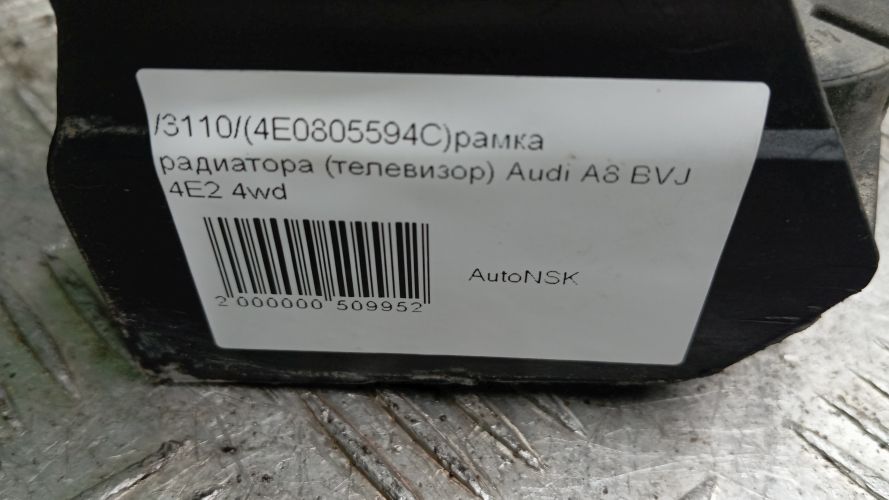 /3110/(4E0805594C)рамка
радиатора (телевизор) Audi A8 BVJ
4E2 4wd
AutoNSK
2 000000 509952